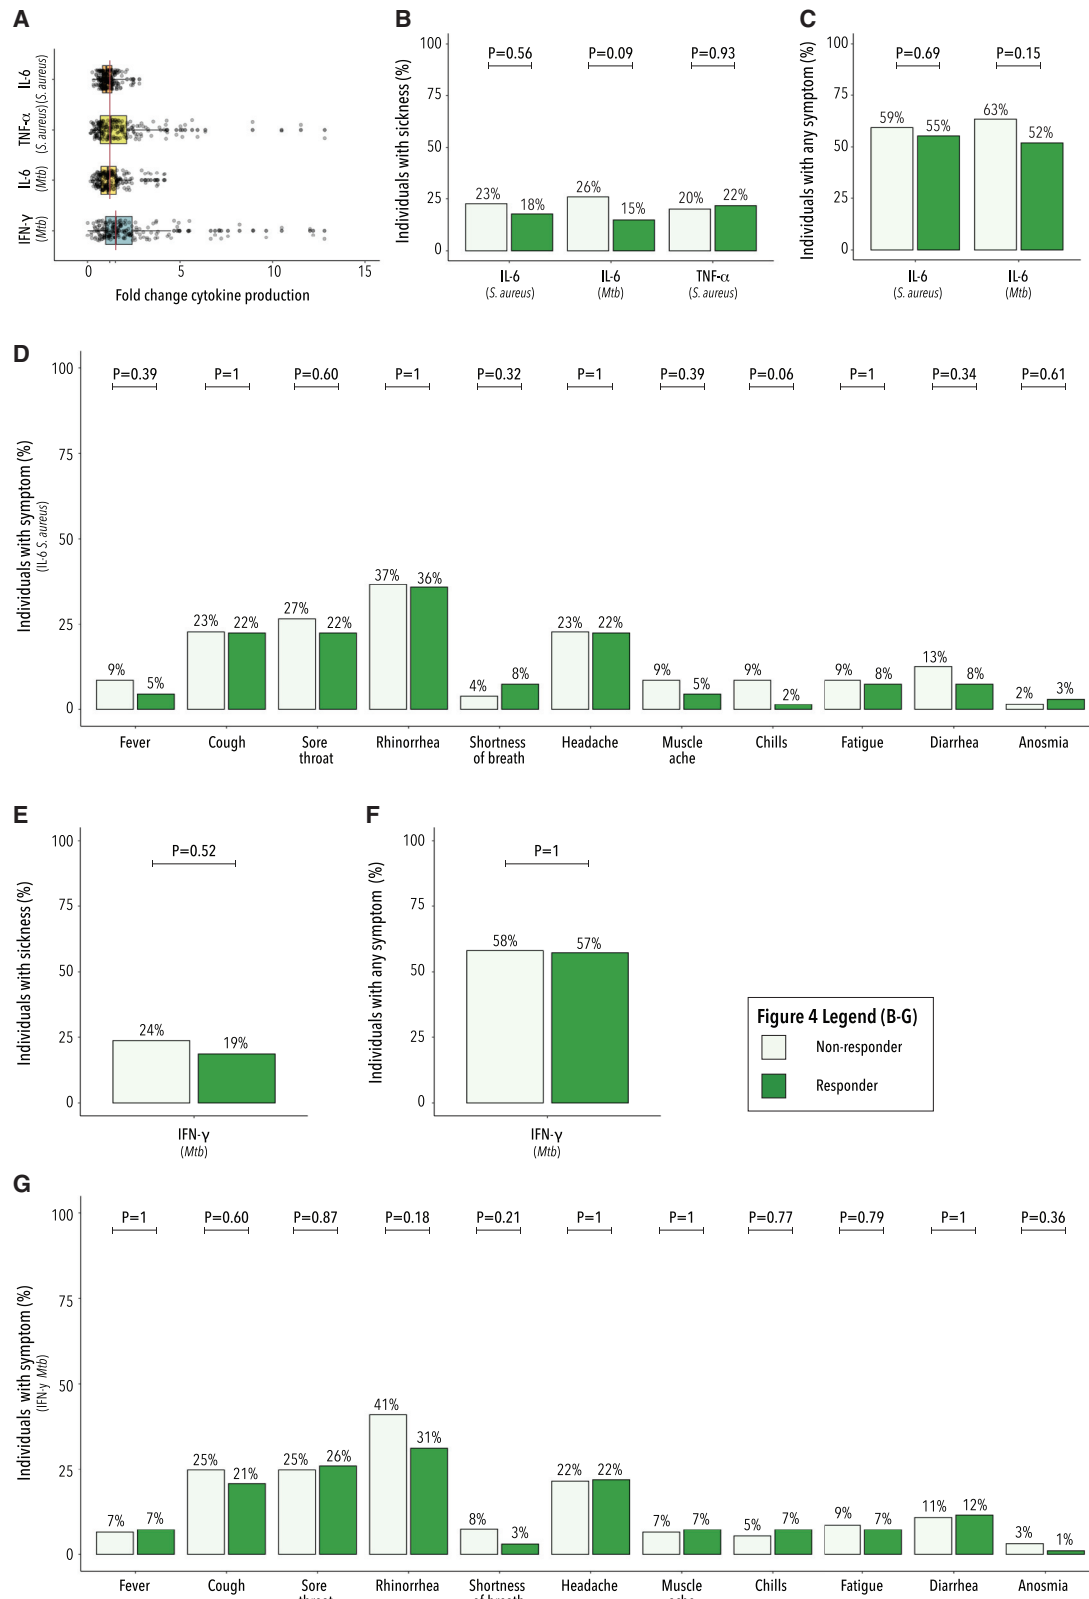 A
IL-6
(S. aureus)
TNF-α
(S. aureus)
IL-6
(Mtb)
IFN-γ
(Mtb)
0 5 10 15
Fold change cytokine production
B
Individuals with sickness (%)
100
75
50
25
0
P=0.56 P=0.09 P=0.93
23% 18% 26% 15% 20% 22%
IL-6 IL-6 TNF-α
(S. aureus) (Mtb) (S. aureus)
C
Individuals with any symptom (%)
100
75
50
25
0
P=0.69 P=0.15
59% 55% 63% 52%
IL-6 IL-6
(S. aureus) (Mtb)
D
Individuals with symptom (%)
(IL-6 S. aureus)
100
75
50
25
0
P=0.39 P=1 P=0.60 P=1 P=0.32 P=1 P=0.39 P=0.06 P=1 P=0.34 P=0.61
9% 5% 23% 22% 27% 22% 37% 36% 4% 8% 23% 22% 9% 5% 9% 2% 9% 8% 13% 8% 2% 3%
Fever Cough Sore Rhinorrhea Shortness Headache Muscle Chills Fatigue Diarrhea Anosmia
throat of breath ache
E
Individuals with sickness (%)
100
75
50
25
0
P=0.52
24% 19%
IFN-γ
(Mtb)
F
Individuals with any symptom (%)
100
75
50
25
0
P=1
58% 57%
IFN-γ
(Mtb)
Figure 4 Legend (B-G)
Non-responder
Responder
G
Individuals with symptom (%)
(IFN-γ Mtb)
100
75
50
25
0
P=1 P=0.60 P=0.87 P=0.18 P=0.21 P=1 P=1 P=0.77 P=0.79 P=1 P=0.36
7% 7% 25% 21% 25% 26% 41% 31% 8% 3% 22% 22% 7% 7% 5% 7% 9% 7% 11% 12% 3% 1%
Fever Cough Sore Rhinorrhea Shortness Headache Muscle Chills Fatigue Diarrhea Anosmia
throat of breath ache